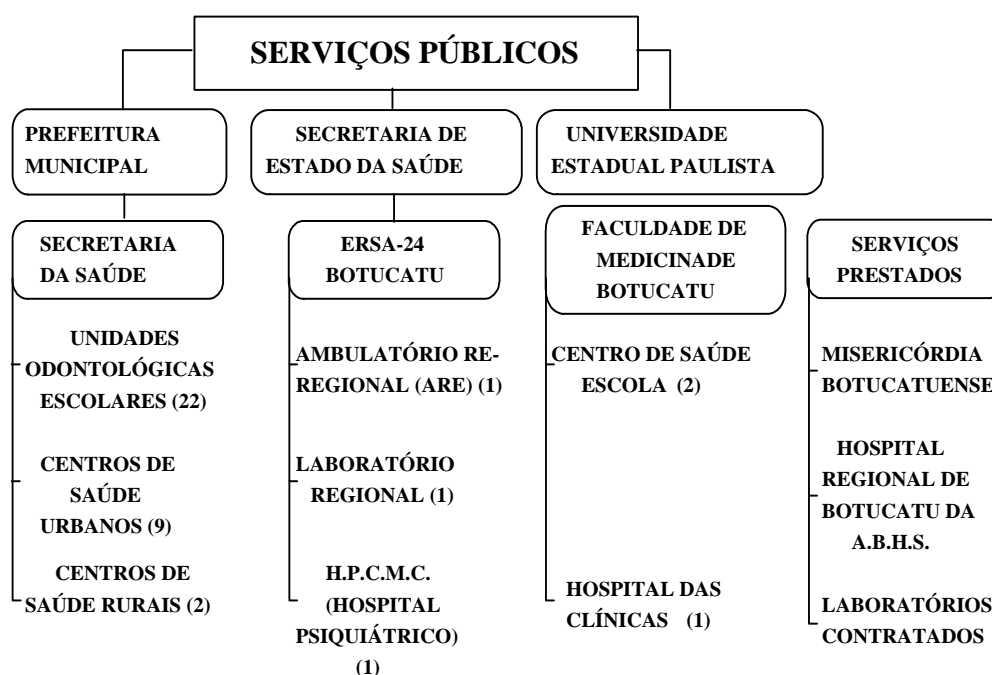 SERVIÇOS PÚBLICOS
PREFEITURA
MUNICIPAL
SECRETARIA DE
ESTADO DA SAÚDE
UNIVERSIDADE
ESTADUAL PAULISTA
SECRETARIA
DA SAÚDE
ERSA-24
BOTUCATU
FACULDADE DE
MEDICINADE
BOTUCATU
SERVIÇOS
PRESTADOS
UNIDADES
ODONTOLÓGICAS
ESCOLARES (22)
CENTROS DE
SAÚDE
URBANOS (9)
CENTROS DE
SAÚDE RURAIS (2)
AMBULATÓRIO RE-
REGIONAL (ARE) (1)
LABORATÓRIO
REGIONAL (1)
H.P.C.M.C.
(HOSPITAL
PSIQUIÁTRICO)
(1)
CENTRO DE SAÚDE
ESCOLA (2)
HOSPITAL DAS
CLÍNICAS (1)
MISERICÓRDIA
BOTUCATUENSE
HOSPITAL
REGIONAL DE
BOTUCATU DA
A.B.H.S.
LABORATÓRIOS
CONTRATADOS